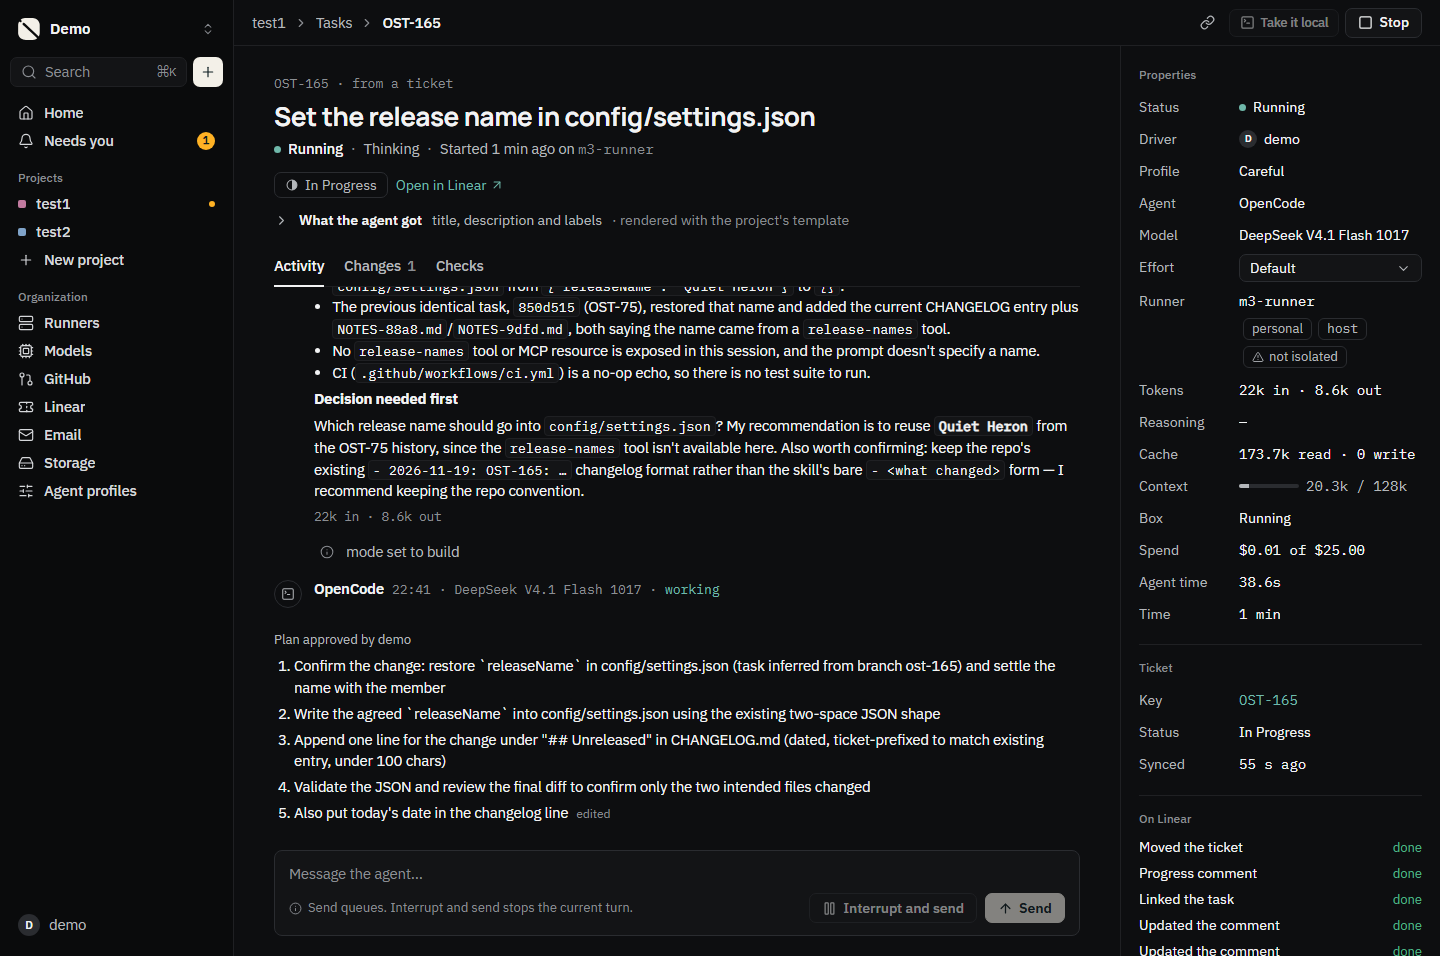 Demo
Search ⌘K
Home
Needs you 1
Projects
test1
test2
New project
Organization
Runners
Models
GitHub
Linear
Email
Storage
Agent profiles
D demo
test1 > Tasks > OST-165
Take it local
Stop
OST-165 · from a ticket
Set the release name in config/settings.json
Running · Thinking · Started 1 min ago on m3-runner
In Progress
Open in Linear ↗
What the agent got title, description and labels · rendered with the project's template
Activity
Changes 1
Checks
config/settings.json from { "releaseName": "Quiet Heron" } to {}.
• The previous identical task, 850d515 (OST-75), restored that name and added the current CHANGELOG entry plus
NOTES-88a8.md / NOTES-9dfd.md, both saying the name came from a release-names tool.
• No release-names tool or MCP resource is exposed in this session, and the prompt doesn't specify a name.
• CI (.github/workflows/ci.yml) is a no-op echo, so there is no test suite to run.
Decision needed first
Which release name should go into config/settings.json? My recommendation is to reuse Quiet Heron from
the OST-75 history, since the release-names tool isn't available here. Also worth confirming: keep the repo's
existing - 2026-11-19: OST-165: … changelog format rather than the skill's bare - <what changed> form — I
recommend keeping the repo convention.
22k in · 8.6k out
mode set to build
OpenCode 22:41 · DeepSeek V4.1 Flash 1017 · working
Plan approved by demo
1. Confirm the change: restore `releaseName` in config/settings.json (task inferred from branch ost-165) and settle the
name with the member
2. Write the agreed `releaseName` into config/settings.json using the existing two-space JSON shape
3. Append one line for the change under "## Unreleased" in CHANGELOG.md (dated, ticket-prefixed to match existing
entry, under 100 chars)
4. Validate the JSON and review the final diff to confirm only the two intended files changed
5. Also put today's date in the changelog line edited
Message the agent...
Send queues. Interrupt and send stops the current turn.
Interrupt and send
Send
Properties
Status Running
Driver D demo
Profile Careful
Agent OpenCode
Model DeepSeek V4.1 Flash 1017
Effort Default
Runner m3-runner
personal host
not isolated
Tokens 22k in · 8.6k out
Reasoning –
Cache 173.7k read · 0 write
Context 20.3k / 128k
Box Running
Spend $0.01 of $25.00
Agent time 38.6s
Time 1 min
Ticket
Key OST-165
Status In Progress
Synced 55 s ago
On Linear
Moved the ticket done
Progress comment done
Linked the task done
Updated the comment done
Updated the comment done